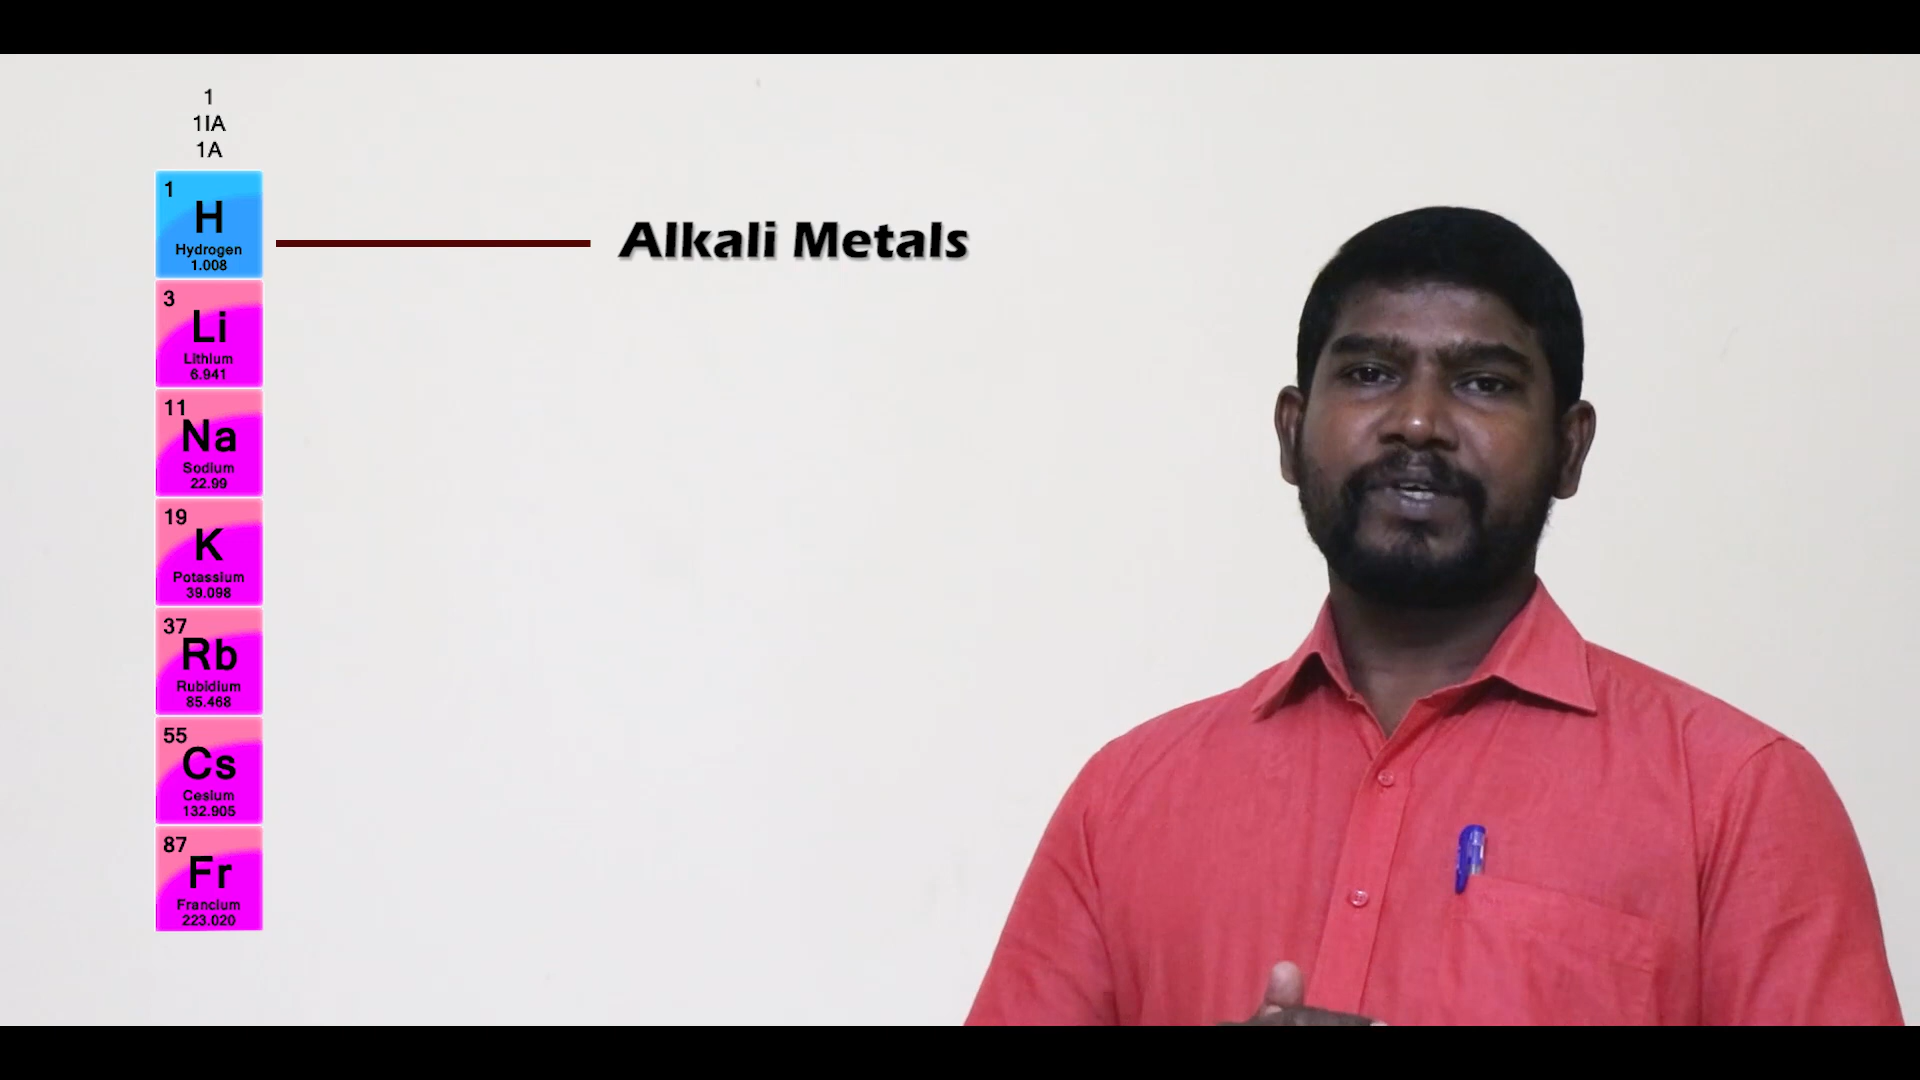 1
1IA
1A
1
H
Hydrogen
1.008
Alkali Metals
3
Li
Lithium
6.941
11
Na
Sodium
22.99
19
K
Potassium
39.098
37
Rb
Rubidium
85.468
55
Cs
Cesium
132.905
87
Fr
Francium
223.020